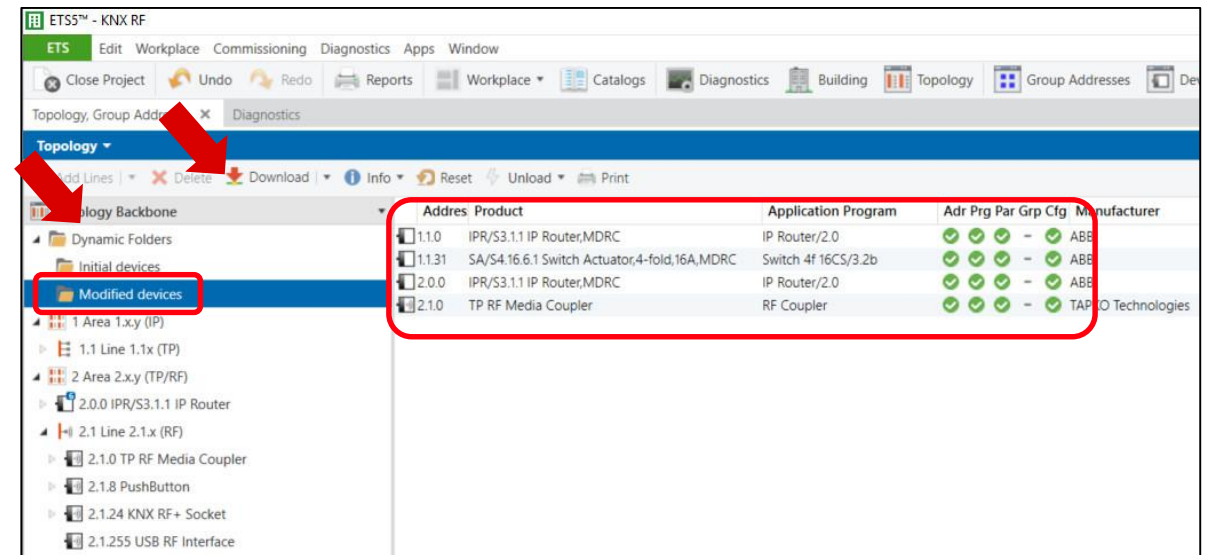 ETS5™ - KNX RF
ETS Edit Workplace Commissioning Diagnostics Apps Window
Close Project Undo Redo Reports Workplace Catalogs Diagnostics Building Topology Group Addresses
Topology, Group Diagnostics
Topology
Lines Delete Download Info Reset Unload Print
Backbone Addres Product Application Program Adr Prg Par Grp Cfg Manufacturer
Dynamic Folders 1.1.0 IPR/S3.1.1 IP Router,MDRC IP Router/2.0 – ABB
Initial devices 1.1.31 SA/S4.16.6.1 Switch Actuator,4-fold,16A,MDRC Switch 4f 16CS/3.2b – ABB
Modified devices 2.0.0 IPR/S3.1.1 IP Router,MDRC IP Router/2.0 – ABB
1 Area 1.x.y (IP) 2.1.0 TP RF Media Coupler RF Coupler – TAPKO Technologies
1.1 Line 1.1x (TP)
2 Area 2.x.y (TP/RF)
2.0.0 IPR/S3.1.1 IP Router
2.1 Line 2.1.x (RF)
2.1.0 TP RF Media Coupler
2.1.8 PushButton
2.1.24 KNX RF+ Socket
2.1.255 USB RF Interface